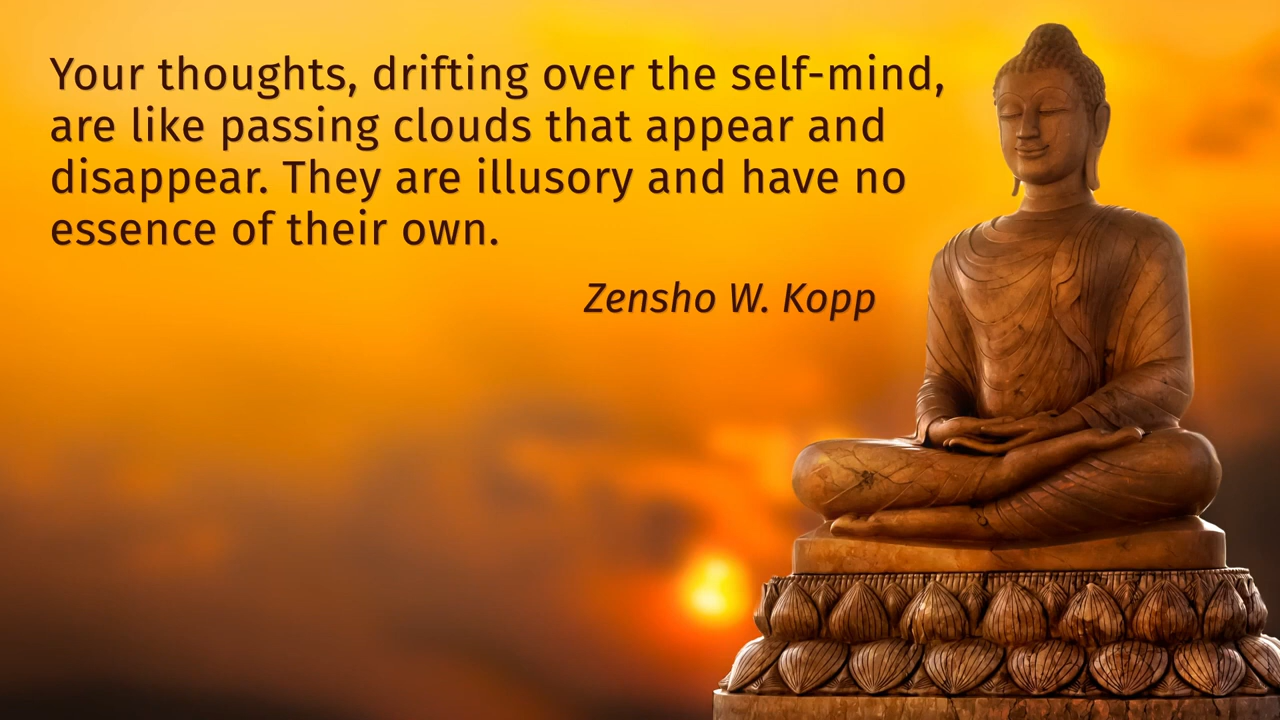 Your thoughts, drifting over the self-mind,
are like passing clouds that appear and
disappear. They are illusory and have no
essence of their own.
Zensho W. Kopp